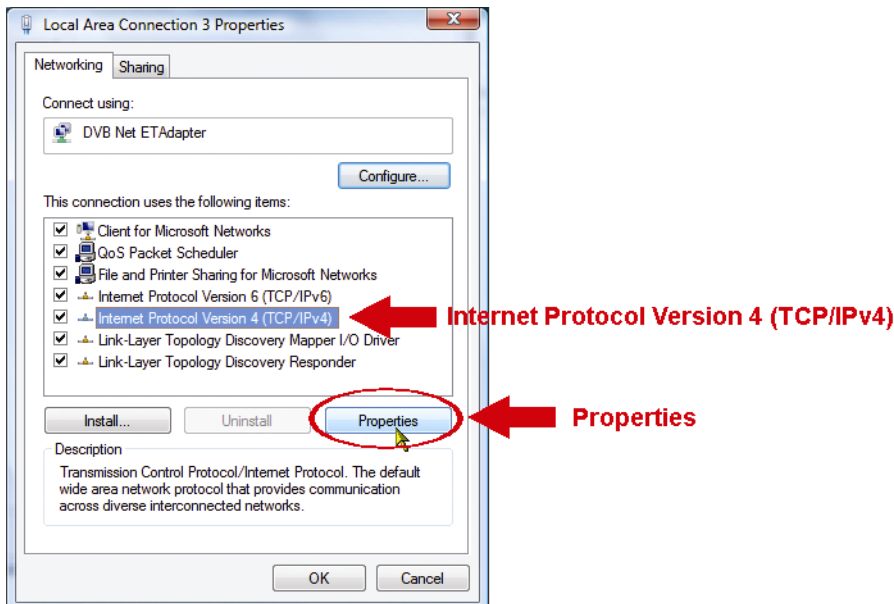 Local Area Connection 3 Properties
Networking
Sharing
Connect using:
DVB Net ETAdapter
Configure...
This connection uses the following items:
Client for Microsoft Networks
QoS Packet Scheduler
File and Printer Sharing for Microsoft Networks
Internet Protocol Version 6 (TCP/IPv6)
Internet Protocol Version 4 (TCP/IPv4)
Internet Protocol Version 4 (TCP/IPv4)
Link-Layer Topology Discovery Mapper I/O Driver
Link-Layer Topology Discovery Responder
Install...
Uninstall
Properties
Properties
Description
Transmission Control Protocol/Internet Protocol. The default
wide area network protocol that provides communication
across diverse interconnected networks.
OK
Cancel